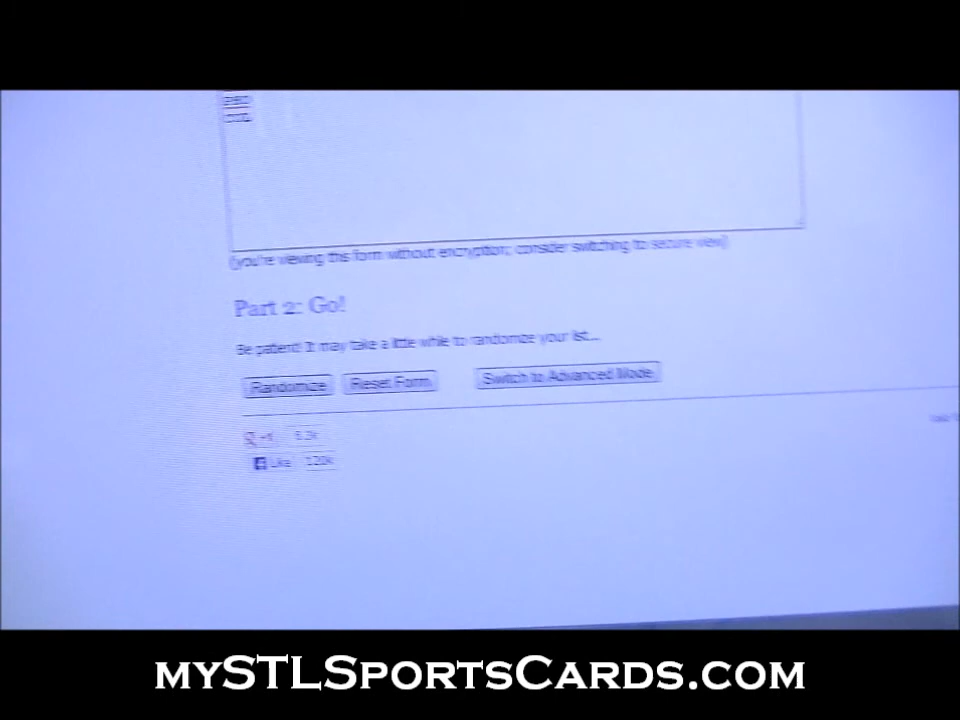 (you're viewing this form without encryption; consider switching to secure view)
Part 2: Go!
Be patient! It may take a little while to randomize your list...
Randomize Reset Form Switch to Advanced Mode
+1
Like
mySTLSportsCards.com